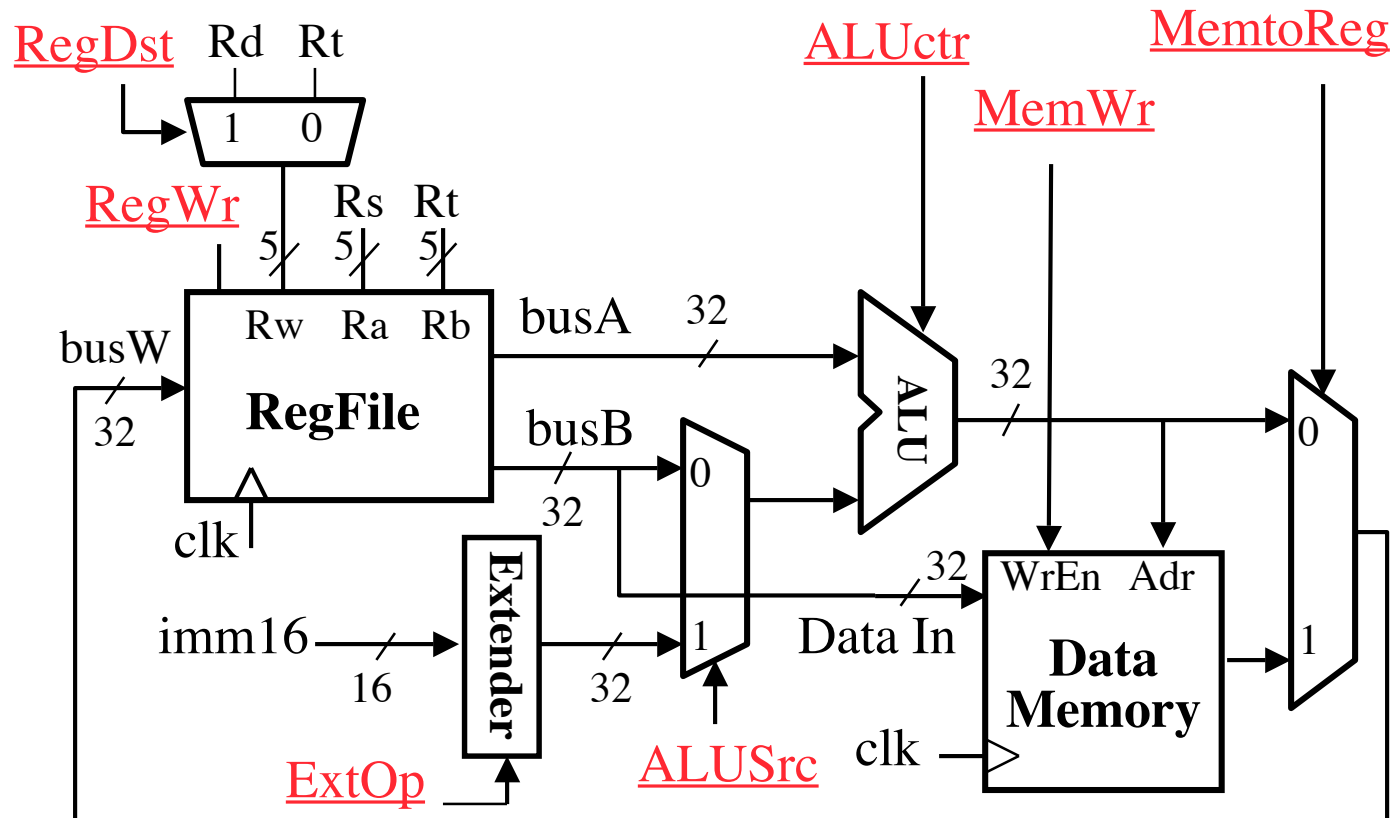 RegDst
Rd Rt
1 0
ALUctr
MemtoReg
MemWr
RegWr
Rs Rt
5 5 5
Rw Ra Rb
RegFile
busW
32
clk
busA
32
busB
32
ALU
32
0
1
0
1
imm16
16
Extender
32
ExtOp
ALUSrc
32
Data In
WrEn Adr
Data
Memory
clk